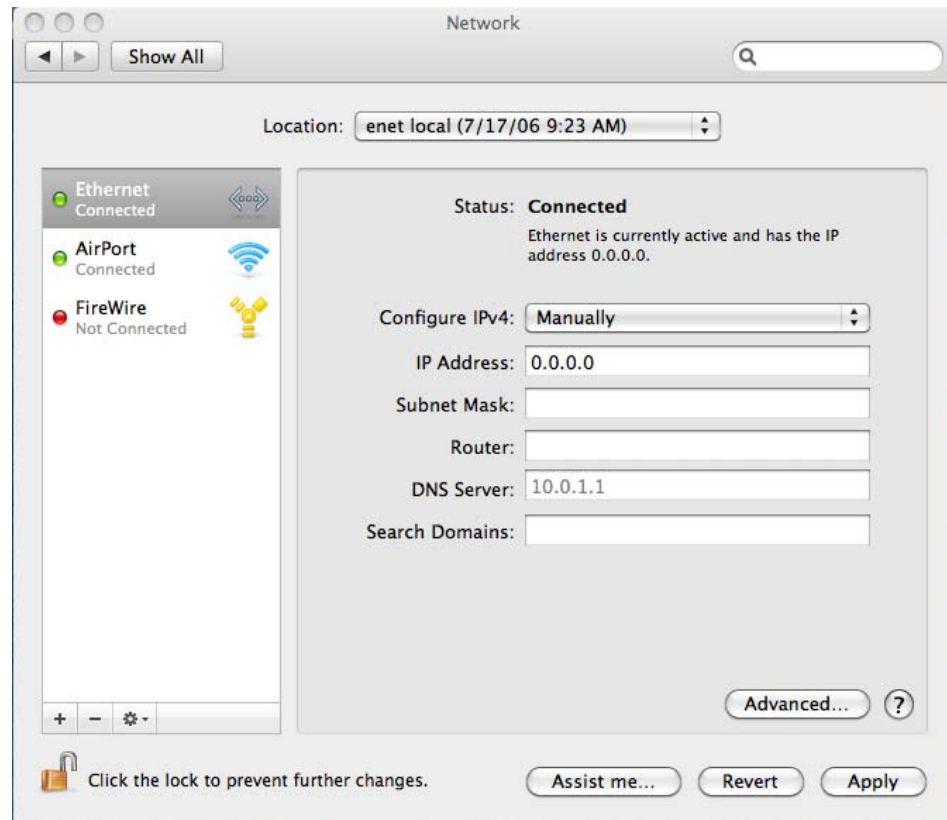 Network
Show All
Location: enet local (7/17/06 9:23 AM)
Ethernet
Connected
AirPort
Connected
FireWire
Not Connected
Status: Connected
Ethernet is currently active and has the IP
address 0.0.0.0.
Configure IPv4: Manually
IP Address: 0.0.0.0
Subnet Mask:
Router:
DNS Server: 10.0.1.1
Search Domains:
Advanced... ?
+ −
Click the lock to prevent further changes.
Assist me... Revert Apply